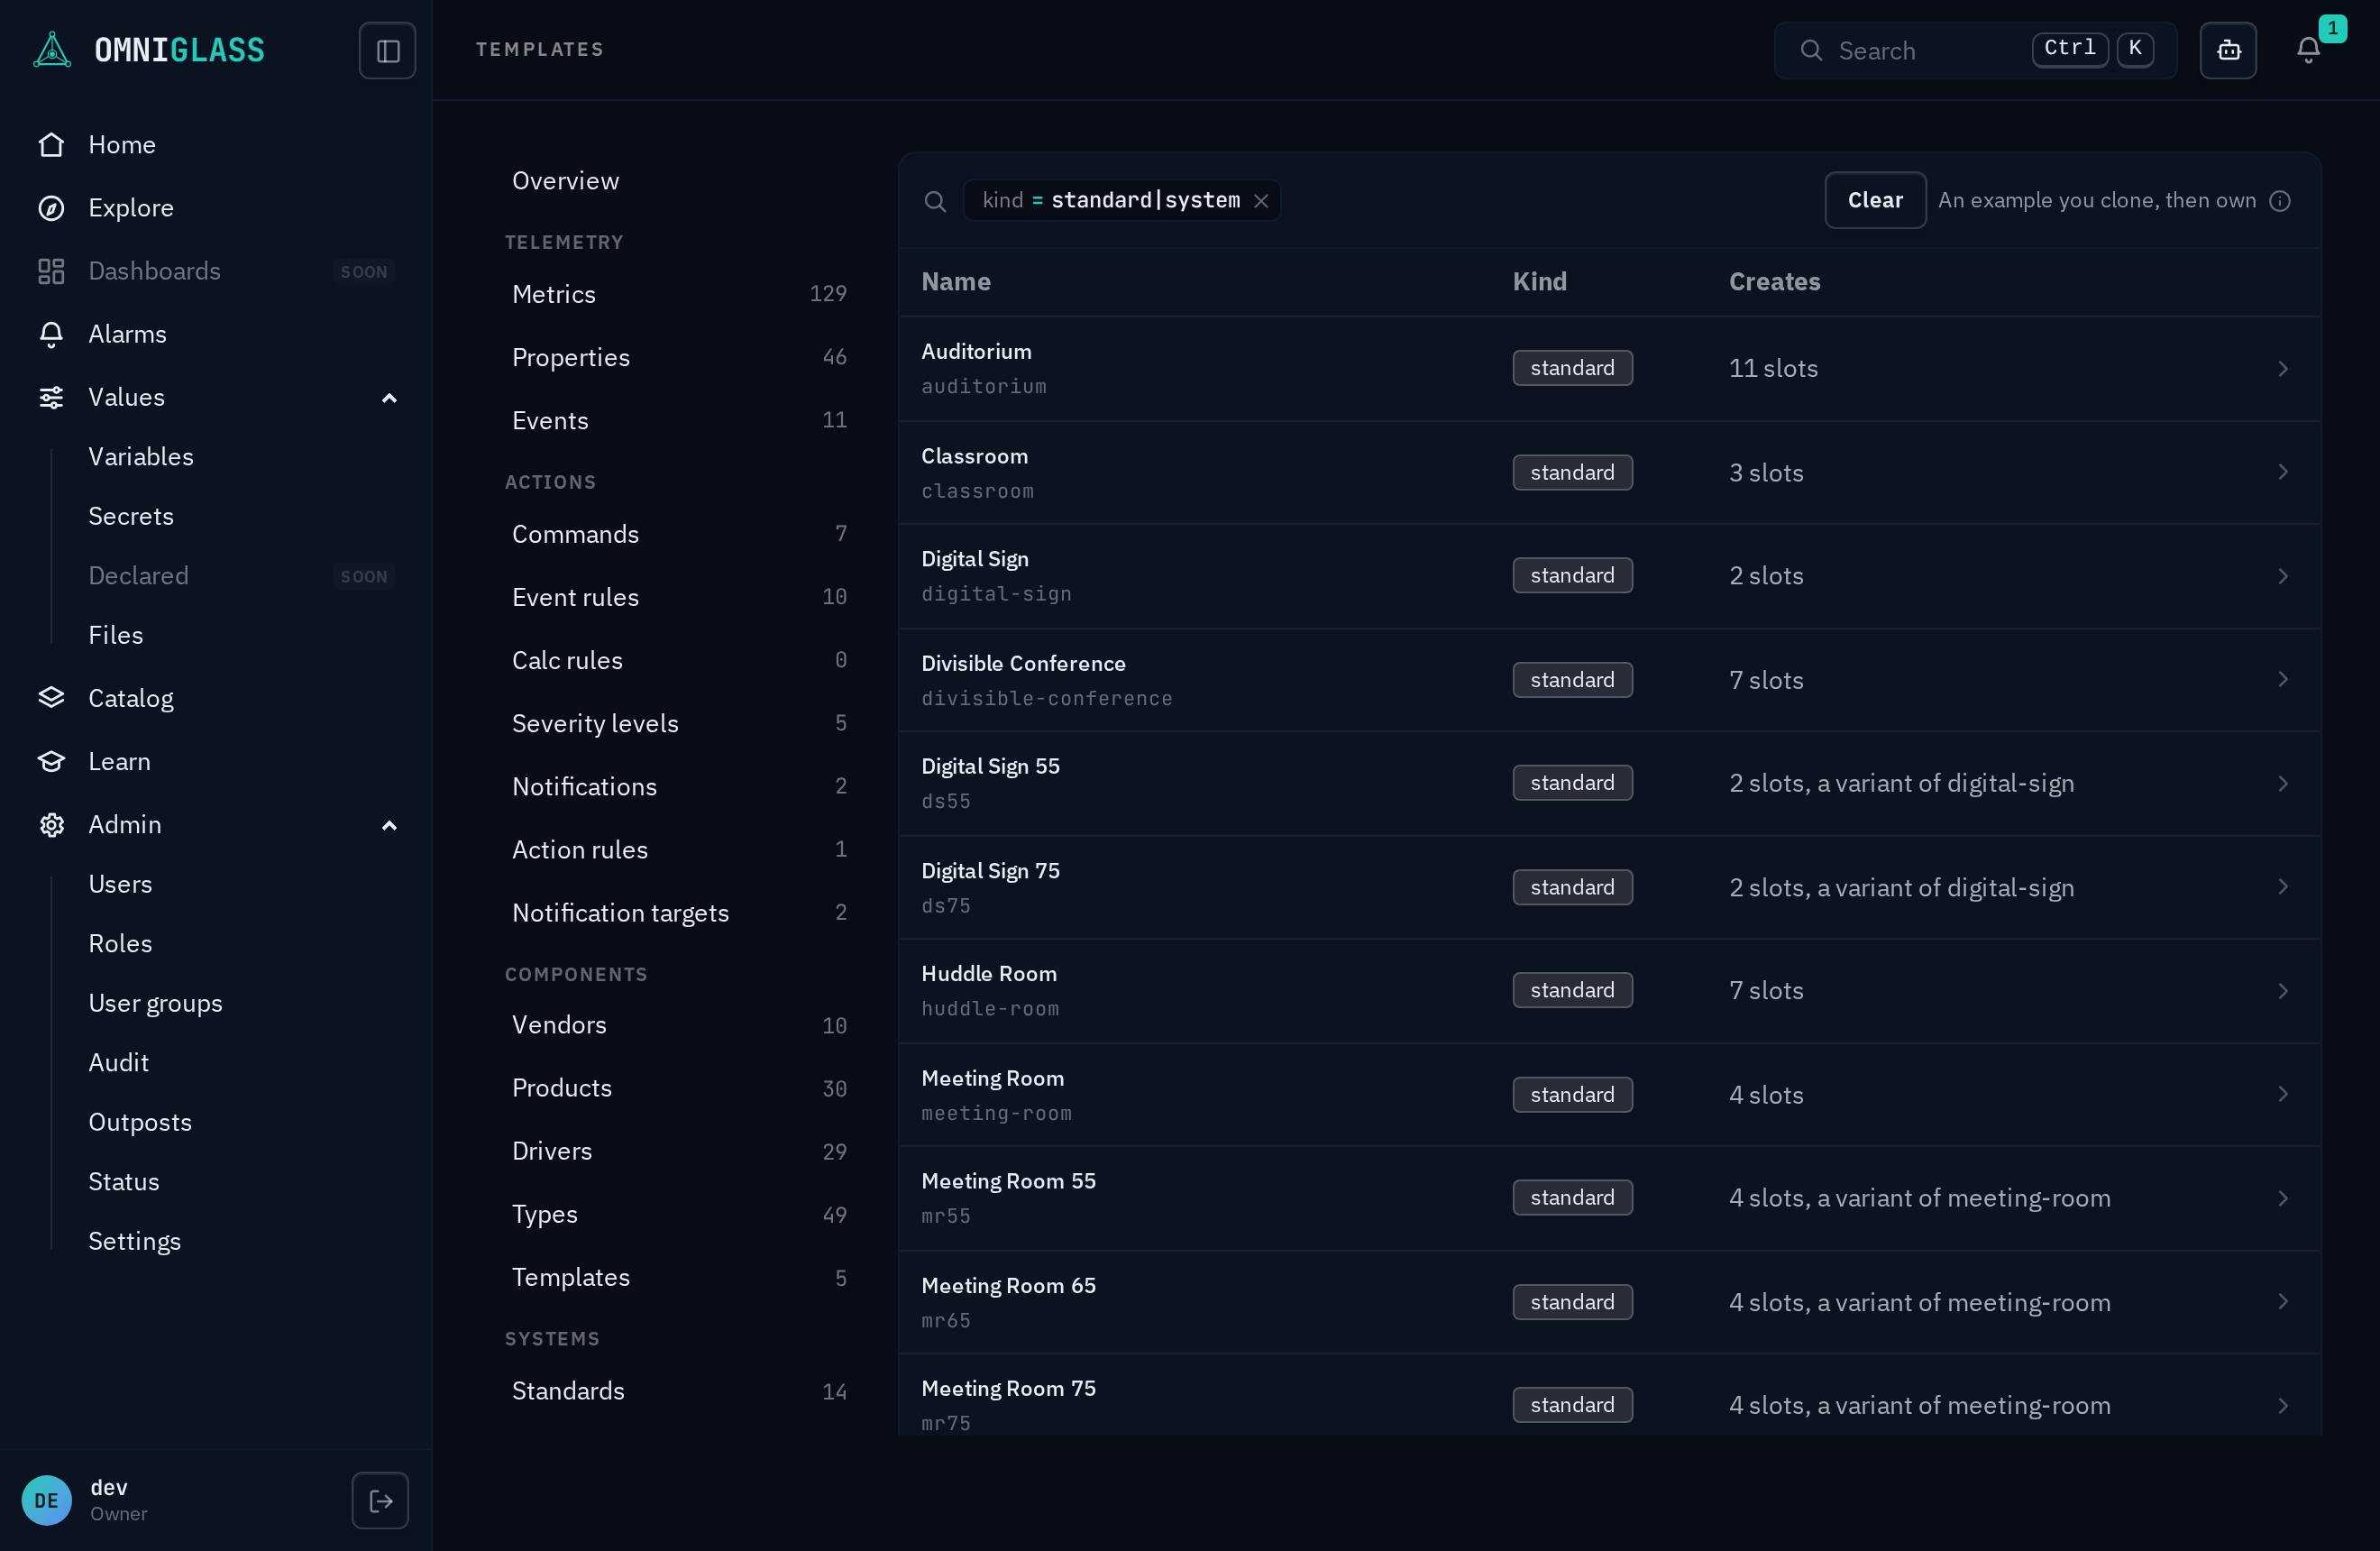 OMNIGLASS
TEMPLATES
Search Ctrl K
1
Home
Explore
Dashboards SOON
Alarms
Values
Variables
Secrets
Declared SOON
Files
Catalog
Learn
Admin
Users
Roles
User groups
Audit
Outposts
Status
Settings
DE dev
Owner
Overview
TELEMETRY
Metrics 129
Properties 46
Events 11
ACTIONS
Commands 7
Event rules 10
Calc rules 0
Severity levels 5
Notifications 2
Action rules 1
Notification targets 2
COMPONENTS
Vendors 10
Products 30
Drivers 29
Types 49
Templates 5
SYSTEMS
Standards 14
kind = standard|system
Clear An example you clone, then own
Name Kind Creates
Auditorium
auditorium
standard 11 slots
Classroom
classroom
standard 3 slots
Digital Sign
digital-sign
standard 2 slots
Divisible Conference
divisible-conference
standard 7 slots
Digital Sign 55
ds55
standard 2 slots, a variant of digital-sign
Digital Sign 75
ds75
standard 2 slots, a variant of digital-sign
Huddle Room
huddle-room
standard 7 slots
Meeting Room
meeting-room
standard 4 slots
Meeting Room 55
mr55
standard 4 slots, a variant of meeting-room
Meeting Room 65
mr65
standard 4 slots, a variant of meeting-room
Meeting Room 75
mr75
standard 4 slots, a variant of meeting-room